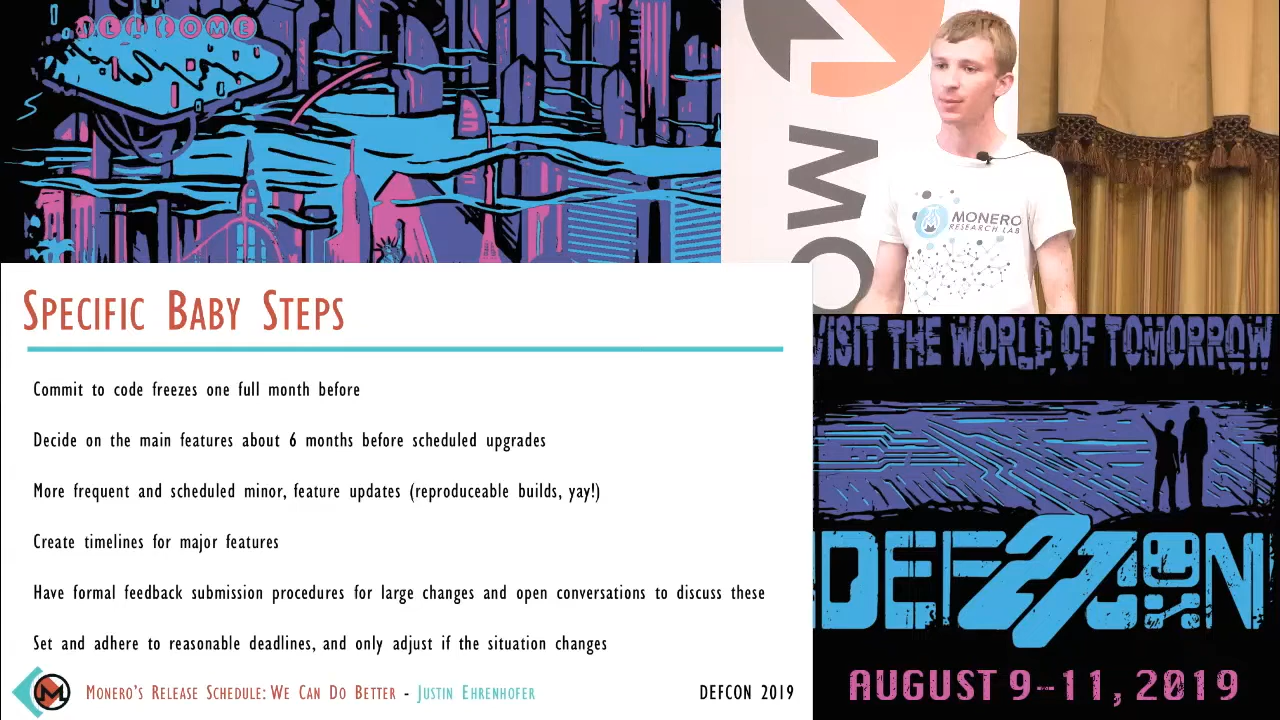 WELCOME
MONERO
RESEARCH LAB
SPECIFIC BABY STEPS
Commit to code freezes one full month before
Decide on the main features about 6 months before scheduled upgrades
More frequent and scheduled minor, feature updates (reproduceable builds, yay!)
Create timelines for major features
Have formal feedback submission procedures for large changes and open conversations to discuss these
Set and adhere to reasonable deadlines, and only adjust if the situation changes
MONERO'S RELEASE SCHEDULE: WE CAN DO BETTER - JUSTIN EHRENHOFER
DEFCON 2019
VISIT THE WORLD OF TOMORROW
DEF27CON
AUGUST 9-11, 2019